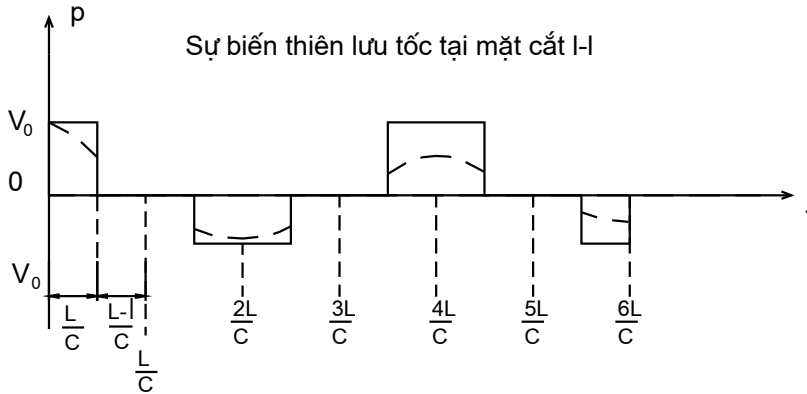 p
Sự biến thiên lưu tốc tại mặt cắt I-I
V₀
0
V₀
L/C
L-l/C
L/C
2L/C
3L/C
4L/C
5L/C
6L/C